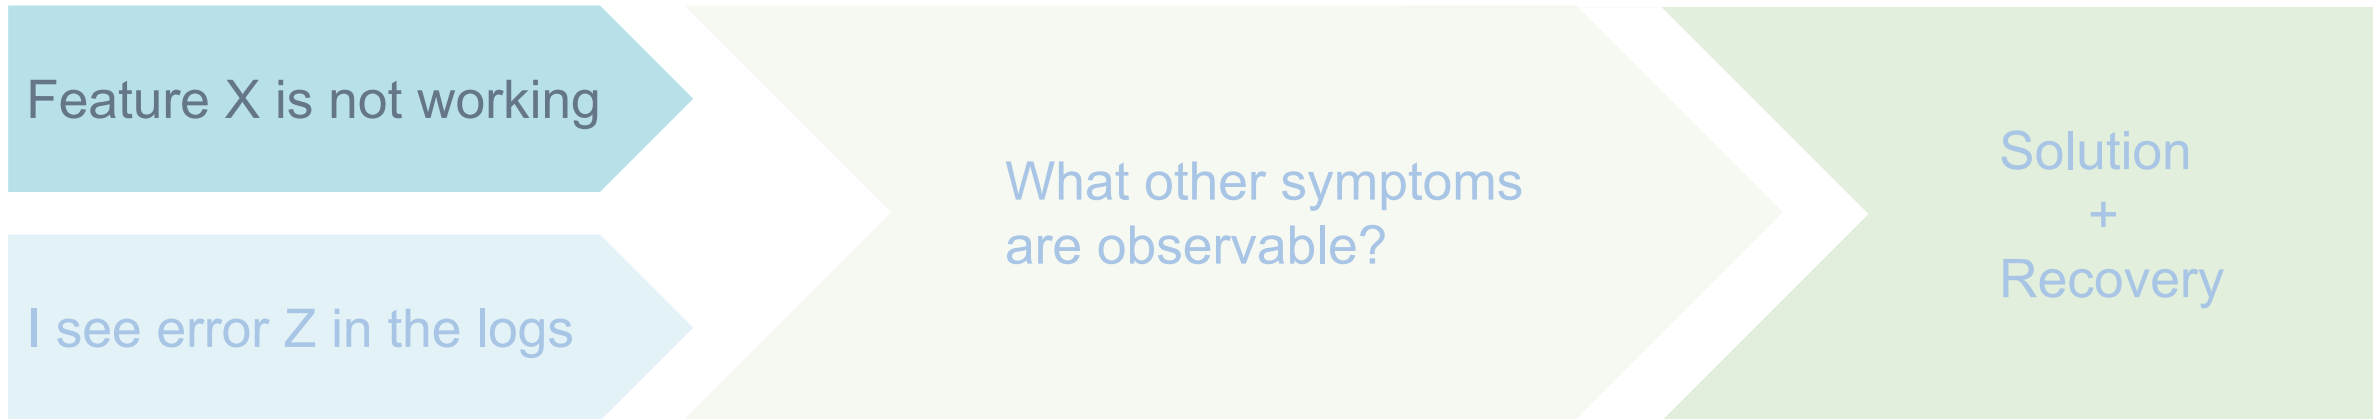 Feature X is not working
I see error Z in the logs
What other symptoms
are observable?
Solution
+
Recovery